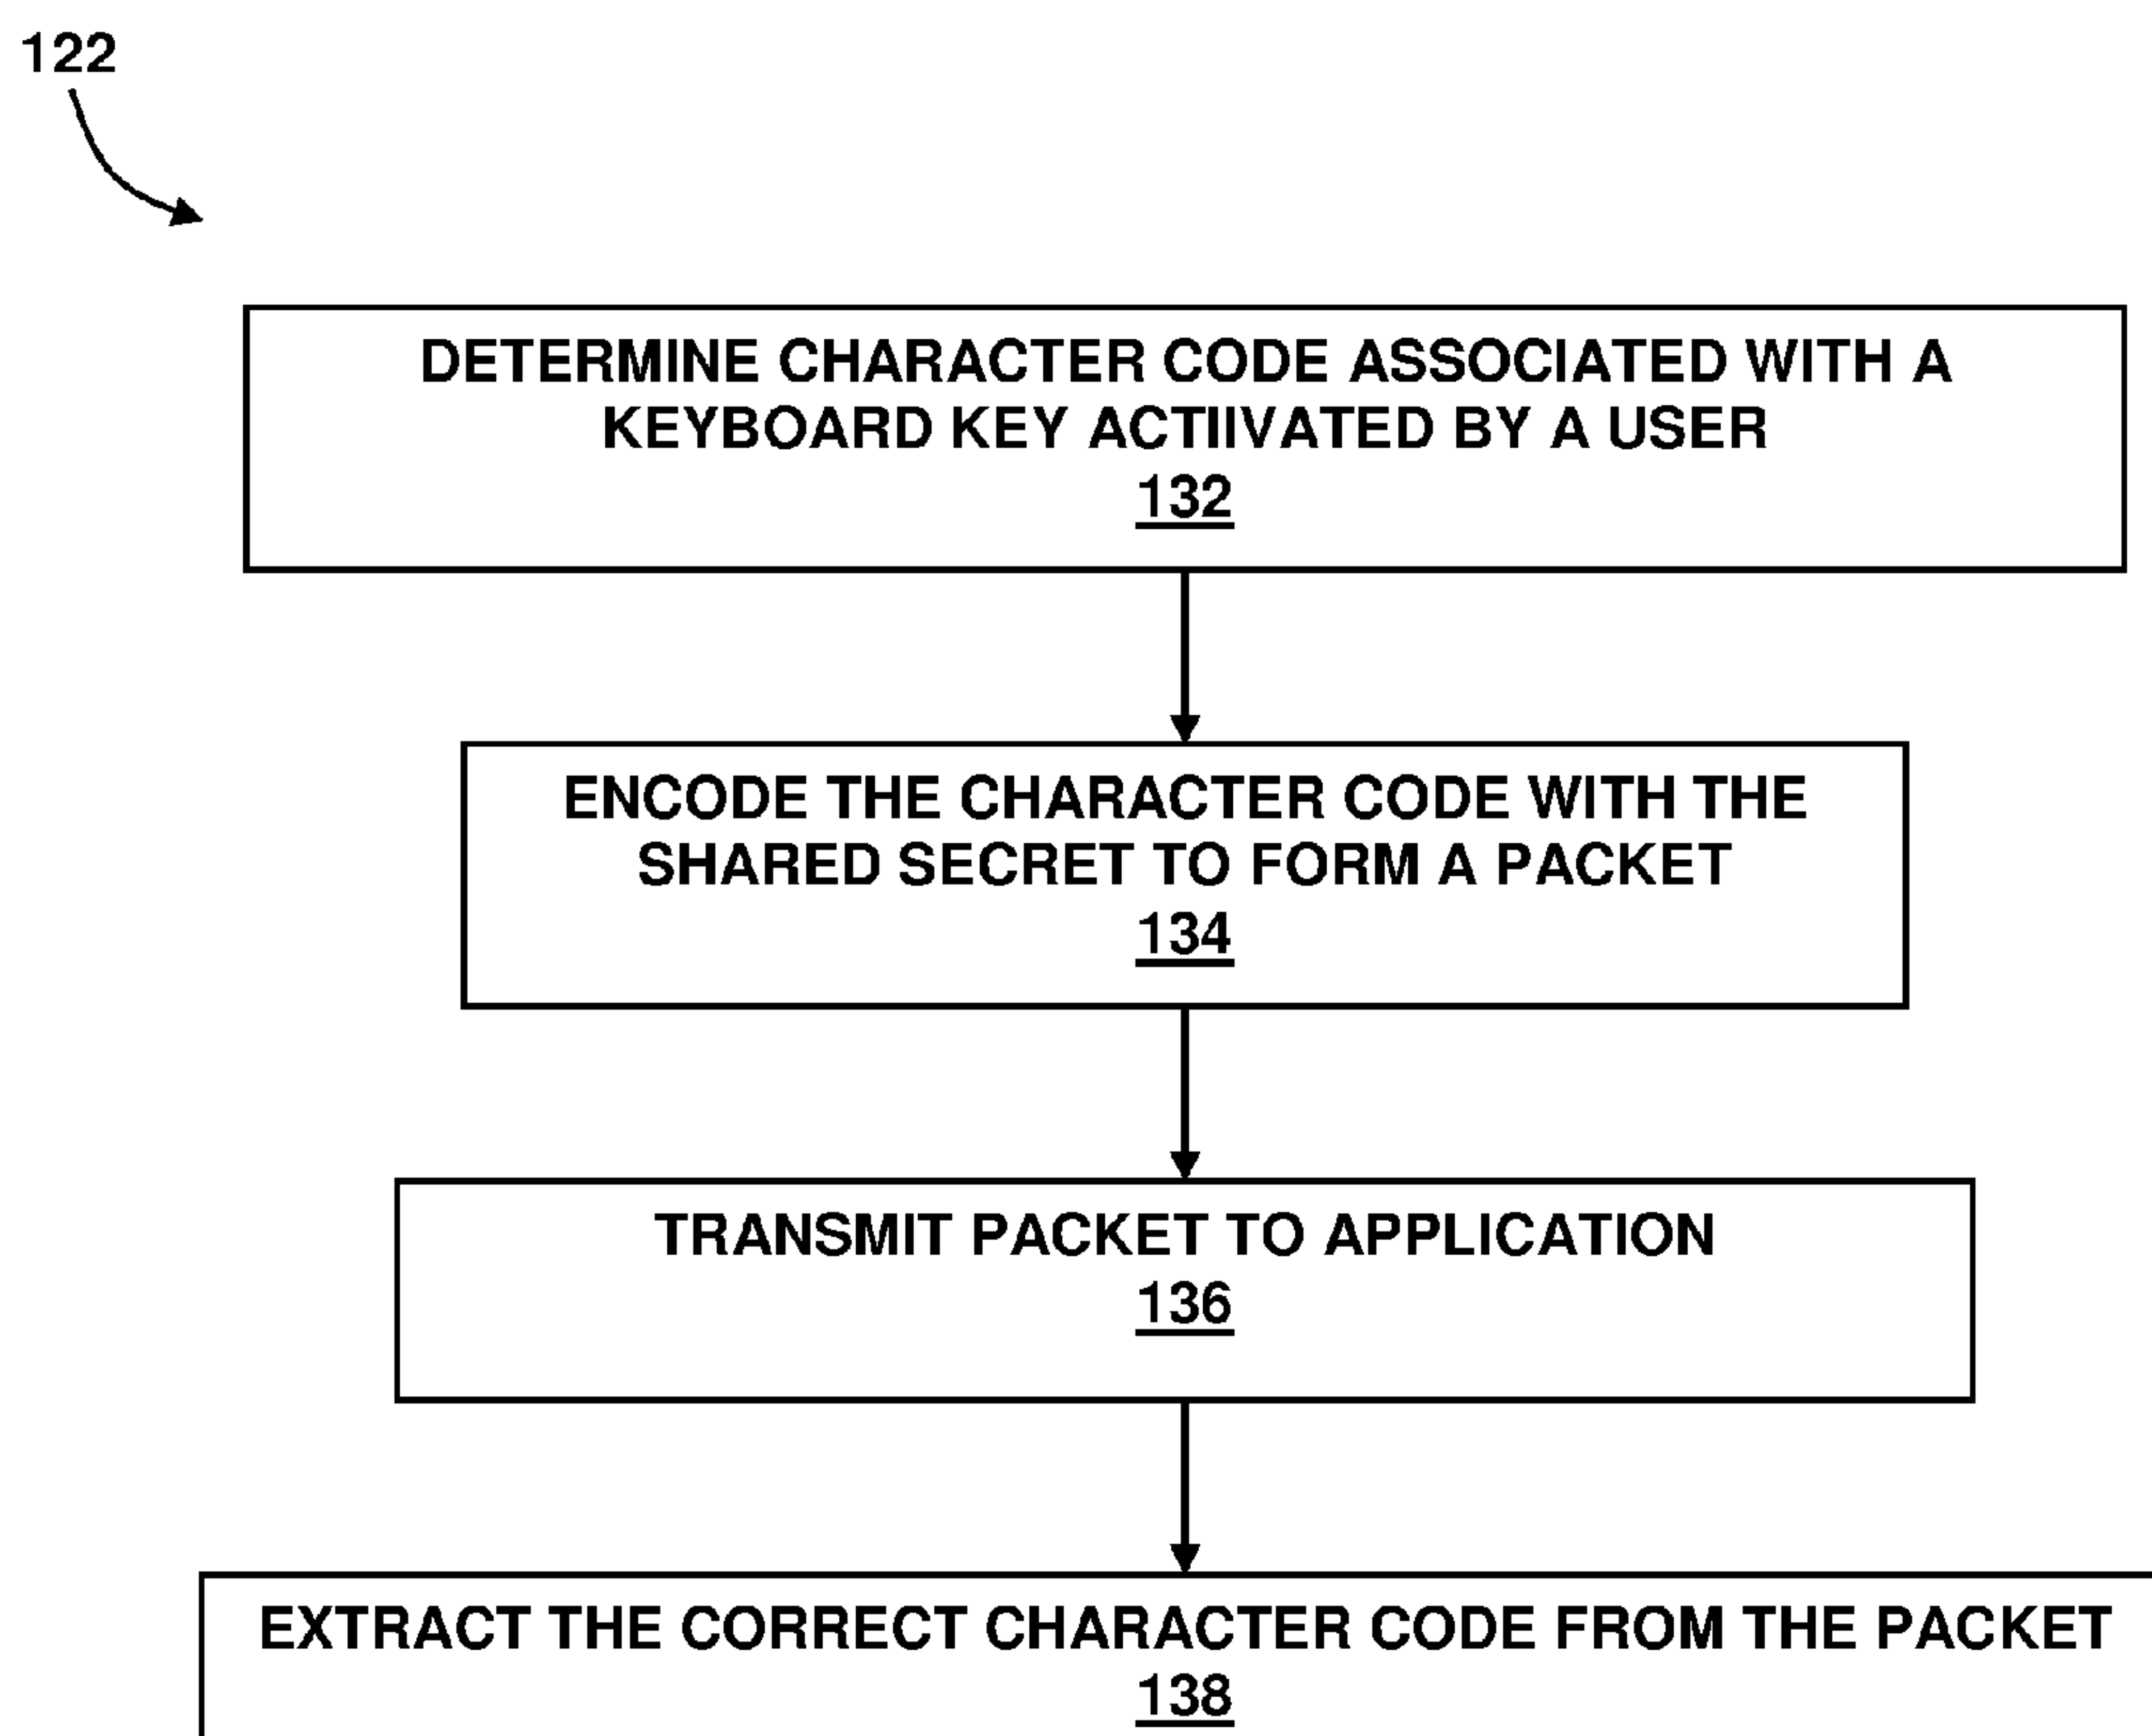 122
DETERMINE CHARACTER CODE ASSOCIATED WITH A
KEYBOARD KEY ACTIIVATED BY A USER
132
ENCODE THE CHARACTER CODE WITH THE
SHARED SECRET TO FORM A PACKET
134
TRANSMIT PACKET TO APPLICATION
136
EXTRACT THE CORRECT CHARACTER CODE FROM THE PACKET
138